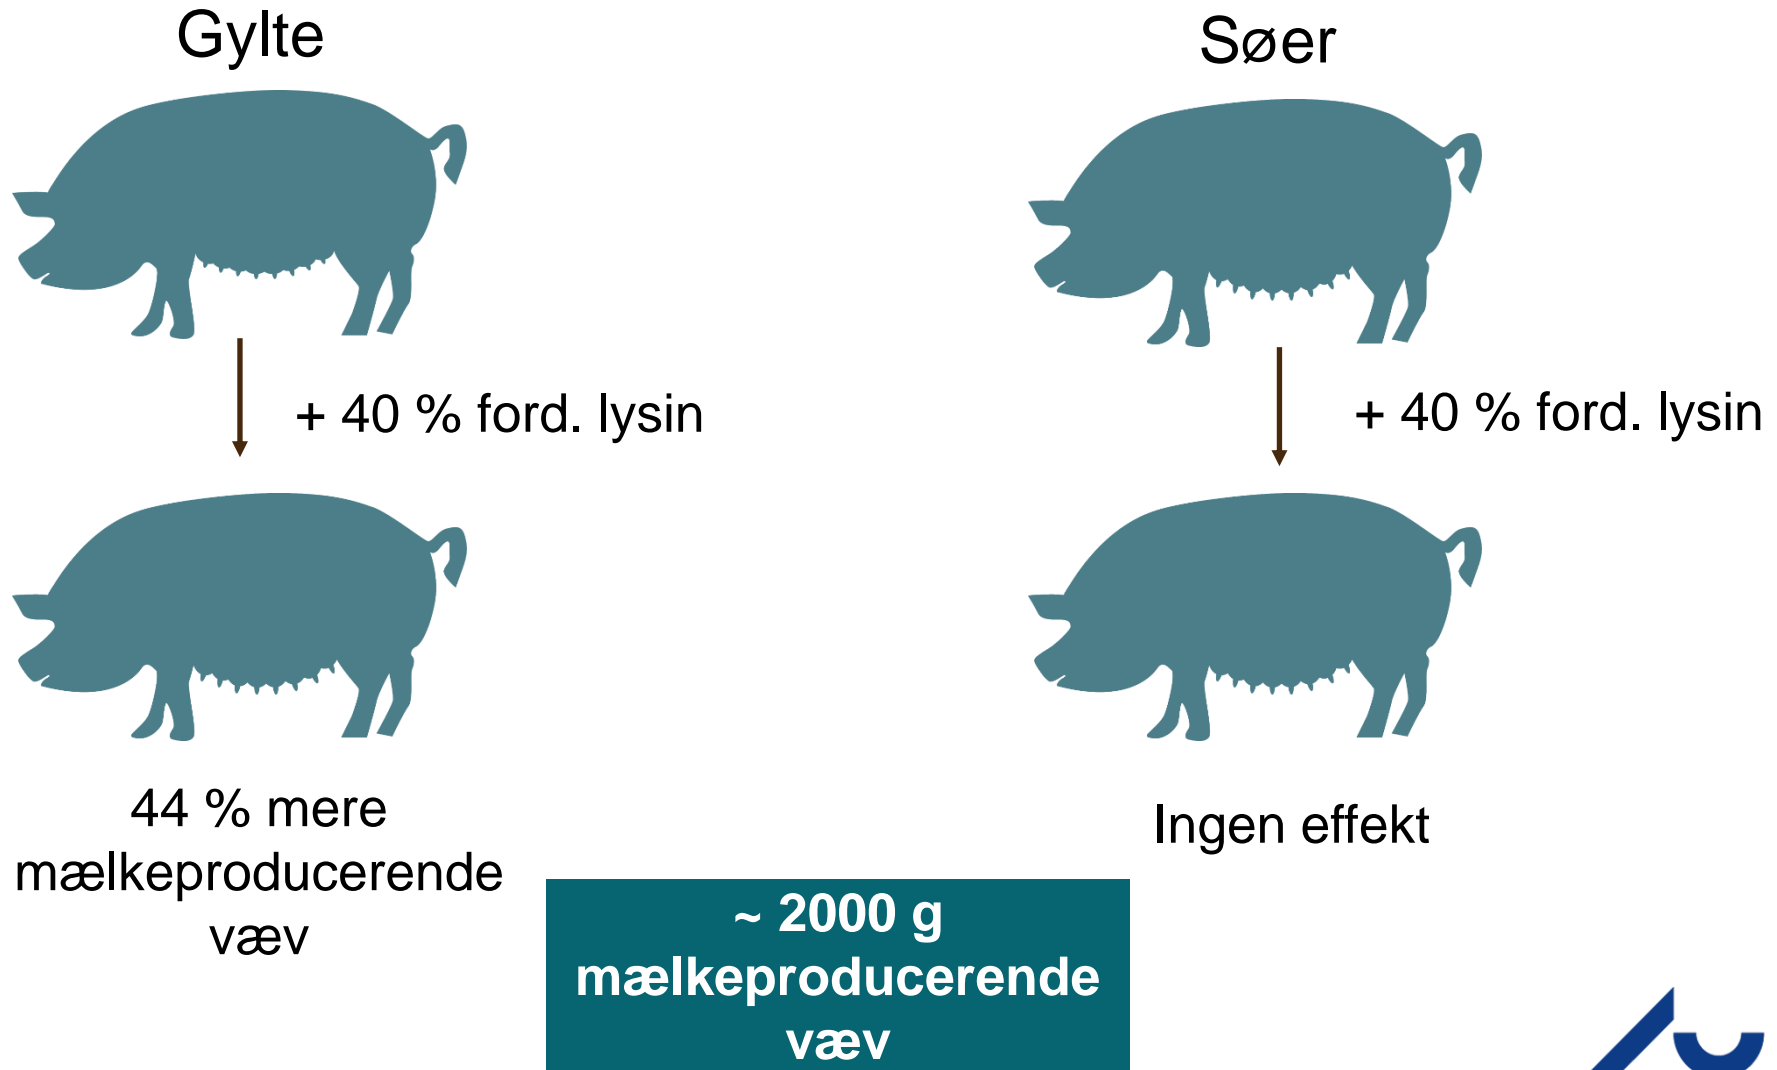 Gylte
Søer
+ 40 % ford. lysin
+ 40 % ford. lysin
44 % mere
mælkeproducerende
væv
Ingen effekt
~ 2000 g
mælkeproducerende
væv